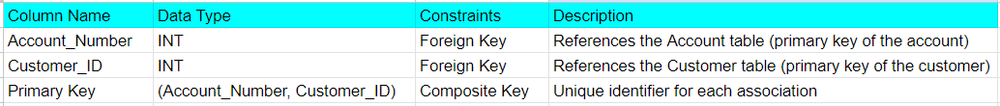 Column Name Data Type Constraints Description
Account_Number INT Foreign Key References the Account table (primary key of the account)
Customer_ID INT Foreign Key References the Customer table (primary key of the customer)
Primary Key (Account_Number, Customer_ID) Composite Key Unique identifier for each association